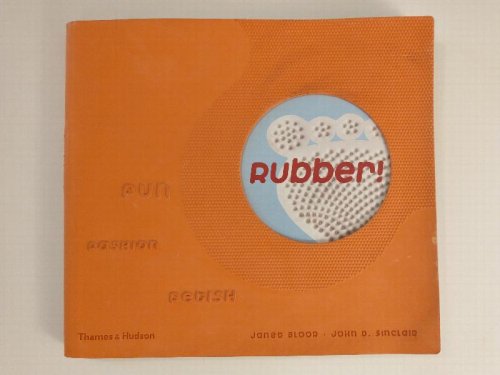 Rubber!
FUN
FASHION
FETISH
Thames & Hudson
Janet Bloor · John D. Sinclair